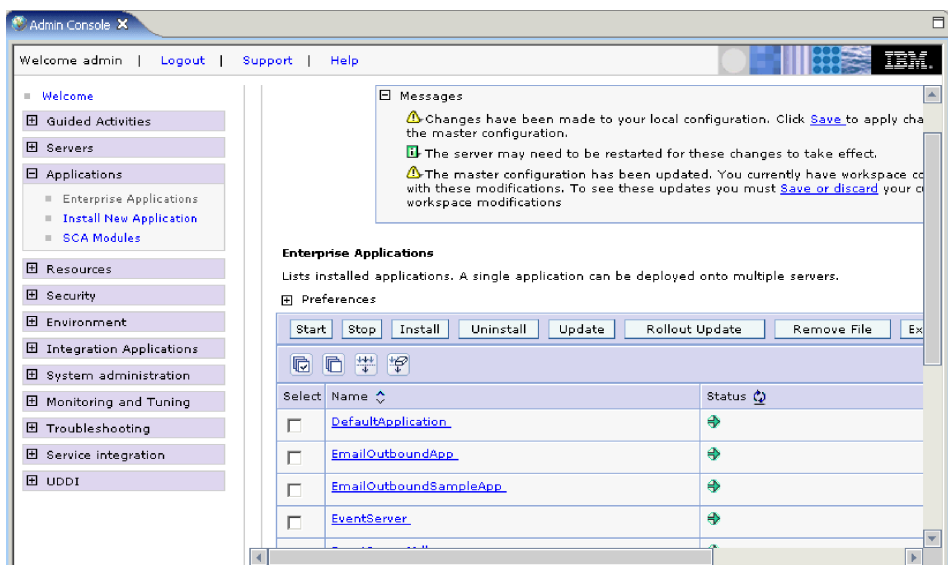 Admin Console
Welcome admin | Logout | Support | Help
IBM.
Welcome
Guided Activities
Servers
Applications
Enterprise Applications
Install New Application
SCA Modules
Resources
Security
Environment
Integration Applications
System administration
Monitoring and Tuning
Troubleshooting
Service integration
UDDI
Messages
Changes have been made to your local configuration. Click Save to apply cha
the master configuration.
The server may need to be restarted for these changes to take effect.
The master configuration has been updated. You currently have workspace co
with these modifications. To see these updates you must Save or discard your c
workspace modifications
Enterprise Applications
Lists installed applications. A single application can be deployed onto multiple servers.
Preferences
Start Stop Install Uninstall Update Rollout Update Remove File Ex
Select Name Status
DefaultApplication
EmailOutboundApp
EmailOutboundSampleApp
EventServer